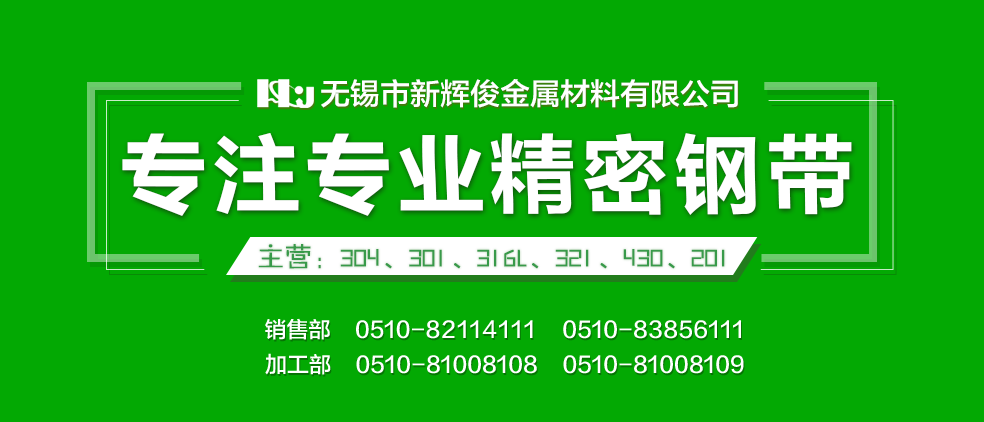 无锡市新辉俊金属材料有限公司
专注专业精密钢带
主营：304、301、316L、321、430、201
销售部 0510-82114111 0510-83856111
加工部 0510-81008108 0510-81008109